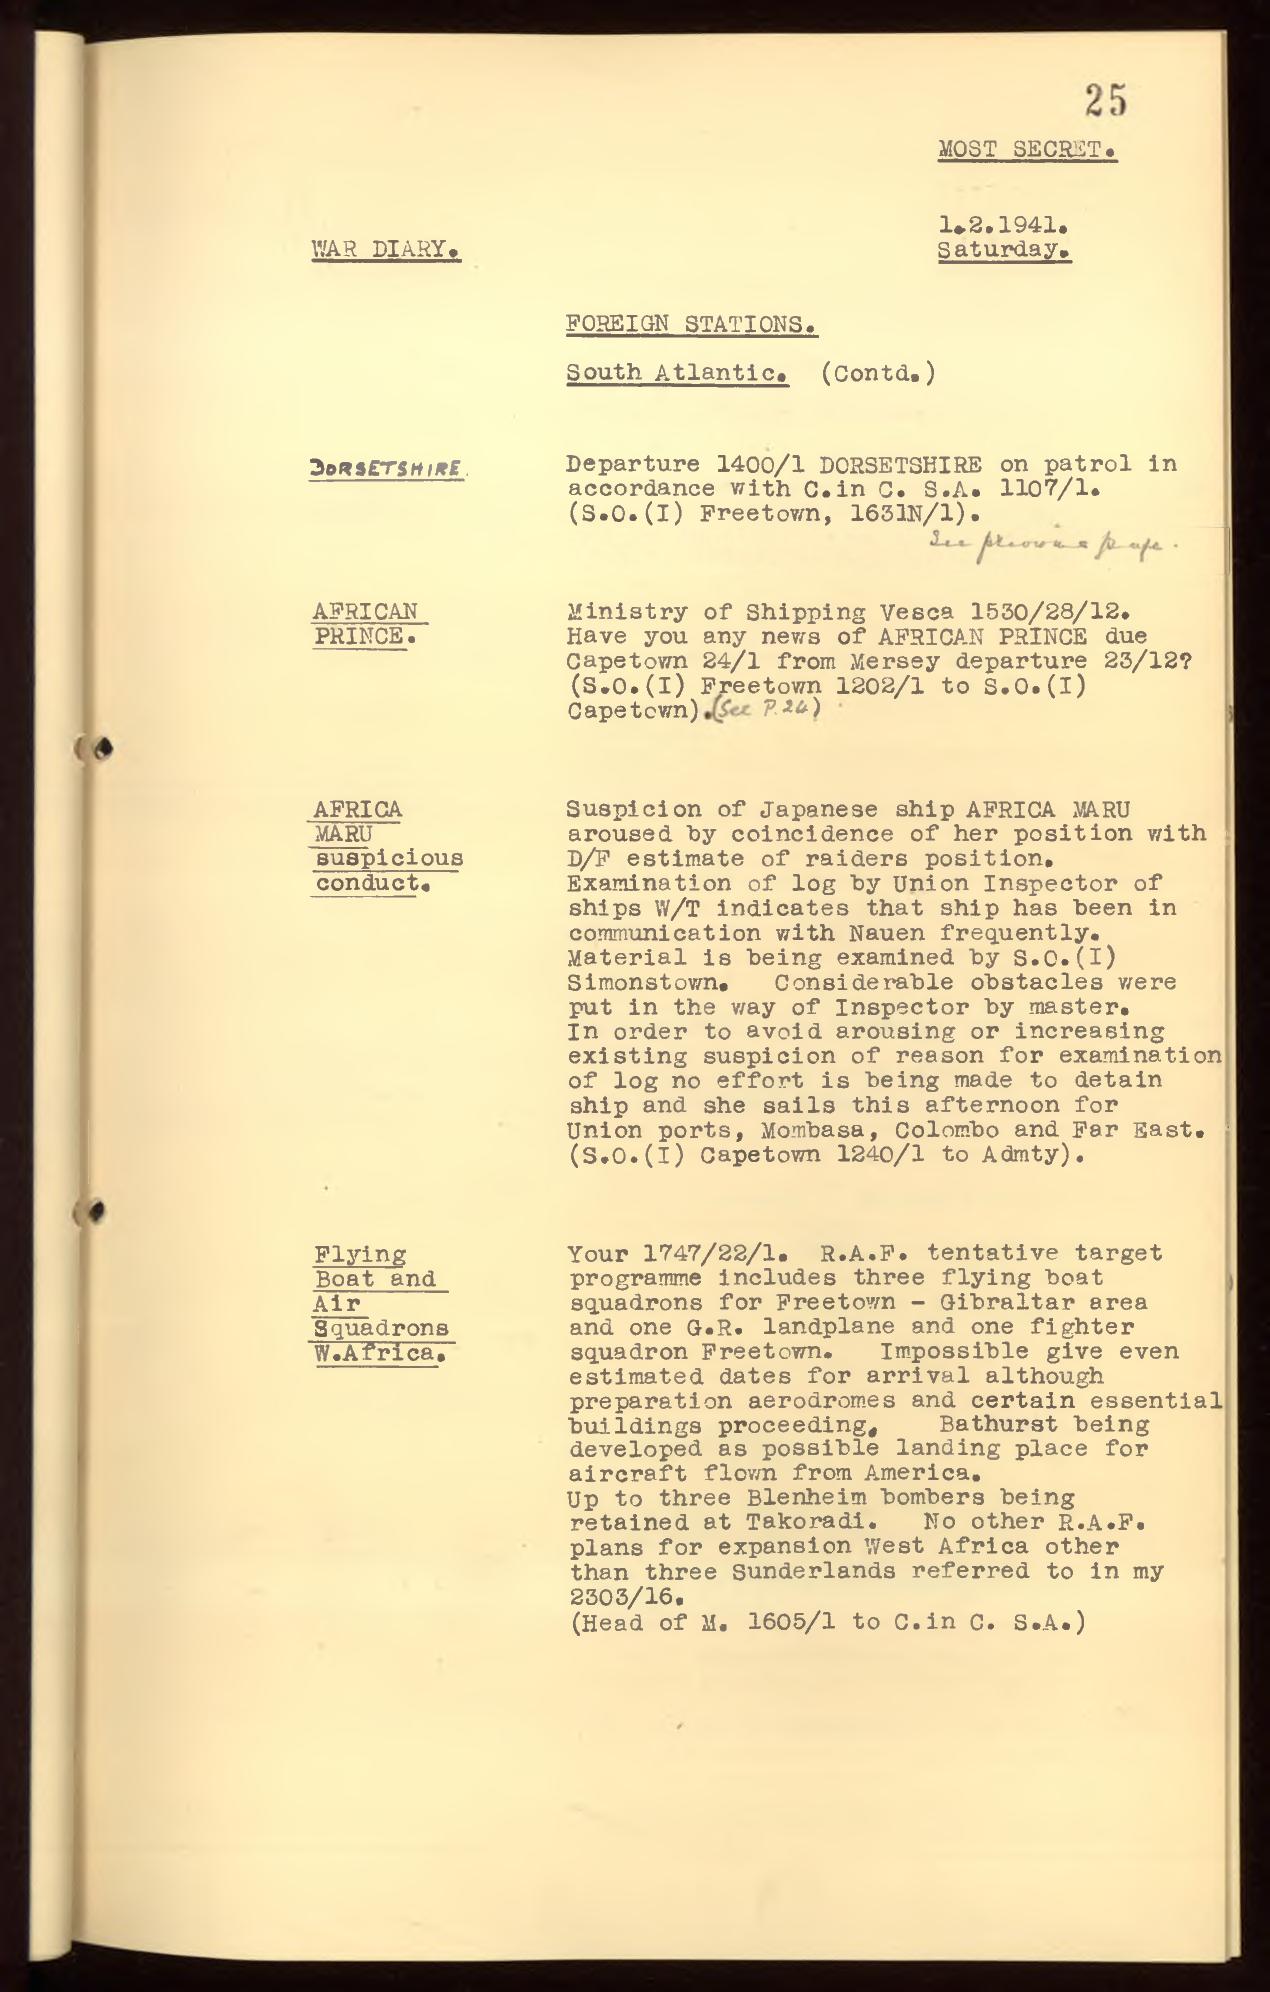 25
MOST SECRET.
1.2.1941.
WAR DIARY.
Saturday.
FOREIGN STATIONS.
South Atlantic. (Contd.)
DORSETSHIRE.
Departure 1400/1 DORSETSHIRE on patrol in
accordance with C.in C. S.A. 1107/1.
(S.O.(I) Freetown, 1631N/1).
See previous page.
AFRICAN
PRINCE.
Ministry of Shipping Vesca 1530/28/12.
Have you any news of AFRICAN PRINCE due
Capetown 24/1 from Mersey departure 23/12?
(S.O.(I) Freetown 1202/1 to S.O.(I)
Capetown).(See P.24)
AFRICA
MARU
suspicious
conduct.
Suspicion of Japanese ship AFRICA MARU
aroused by coincidence of her position with
D/F estimate of raiders position.
Examination of log by Union Inspector of
ships W/T indicates that ship has been in
communication with Nauen frequently.
Material is being examined by S.O.(I)
Simonstown. Considerable obstacles were
put in the way of Inspector by master.
In order to avoid arousing or increasing
existing suspicion of reason for examination
of log no effort is being made to detain
ship and she sails this afternoon for
Union ports, Mombasa, Colombo and Far East.
(S.O.(I) Capetown 1240/1 to Admty).
Flying
Boat and
Air
Squadrons
W.Africa.
Your 1747/22/1. R.A.F. tentative target
programme includes three flying boat
squadrons for Freetown - Gibraltar area
and one G.R. landplane and one fighter
squadron Freetown. Impossible give even
estimated dates for arrival although
preparation aerodromes and certain essential
buildings proceeding. Bathurst being
developed as possible landing place for
aircraft flown from America.
Up to three Blenheim bombers being
retained at Takoradi. No other R.A.F.
plans for expansion West Africa other
than three Sunderlands referred to in my
2303/16.
(Head of M. 1605/1 to C.in C. S.A.)